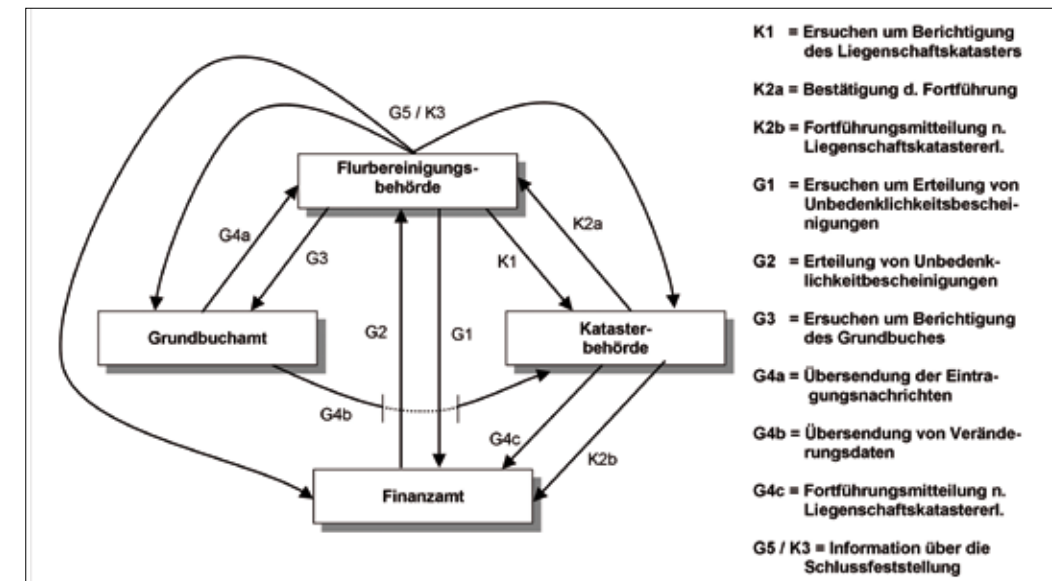 G5 / K3
Flurbereinigungs-
behörde
G4a
G3
K1
K2a
Grundbuchamt
G2
G1
Kataster-
behörde
G4b
G4c
K2b
Finanzamt
K1 = Ersuchen um Berichtigung
des Liegenschaftskatasters
K2a = Bestätigung d. Fortführung
K2b = Fortführungsmitteilung n.
Liegenschaftskatastererl.
G1 = Ersuchen um Erteilung von
Unbedenklichkeitsbeschei-
nigungen
G2 = Erteilung von Unbedenk-
lichkeitbescheinigungen
G3 = Ersuchen um Berichtigung
des Grundbuches
G4a = Übersendung der Eintra-
gungsnachrichten
G4b = Übersendung von Verände-
rungsdaten
G4c = Fortführungsmitteilung n.
Liegenschaftskatastererl.
G5 / K3 = Information über die
Schlussfeststellung